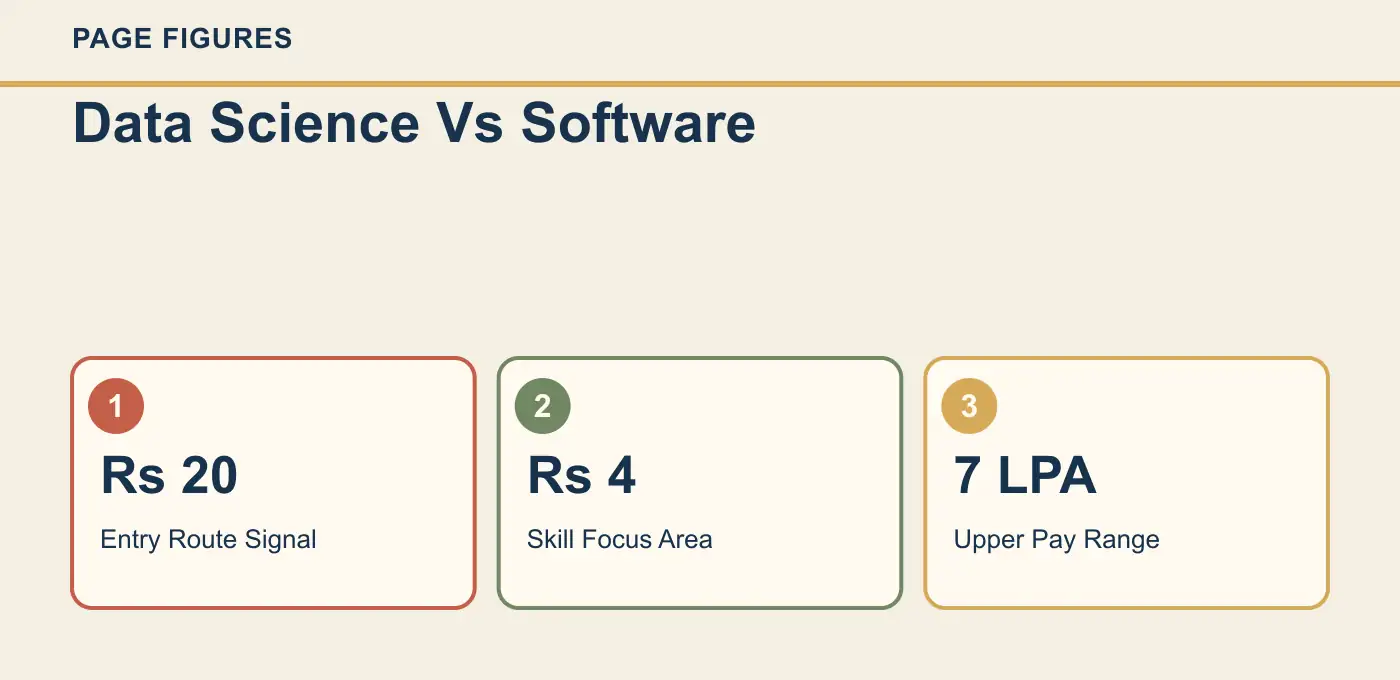 PAGE FIGURES
Data Science Vs Software
1
Rs 20
Entry Route Signal
2
Rs 4
Skill Focus Area
3
7 LPA
Upper Pay Range